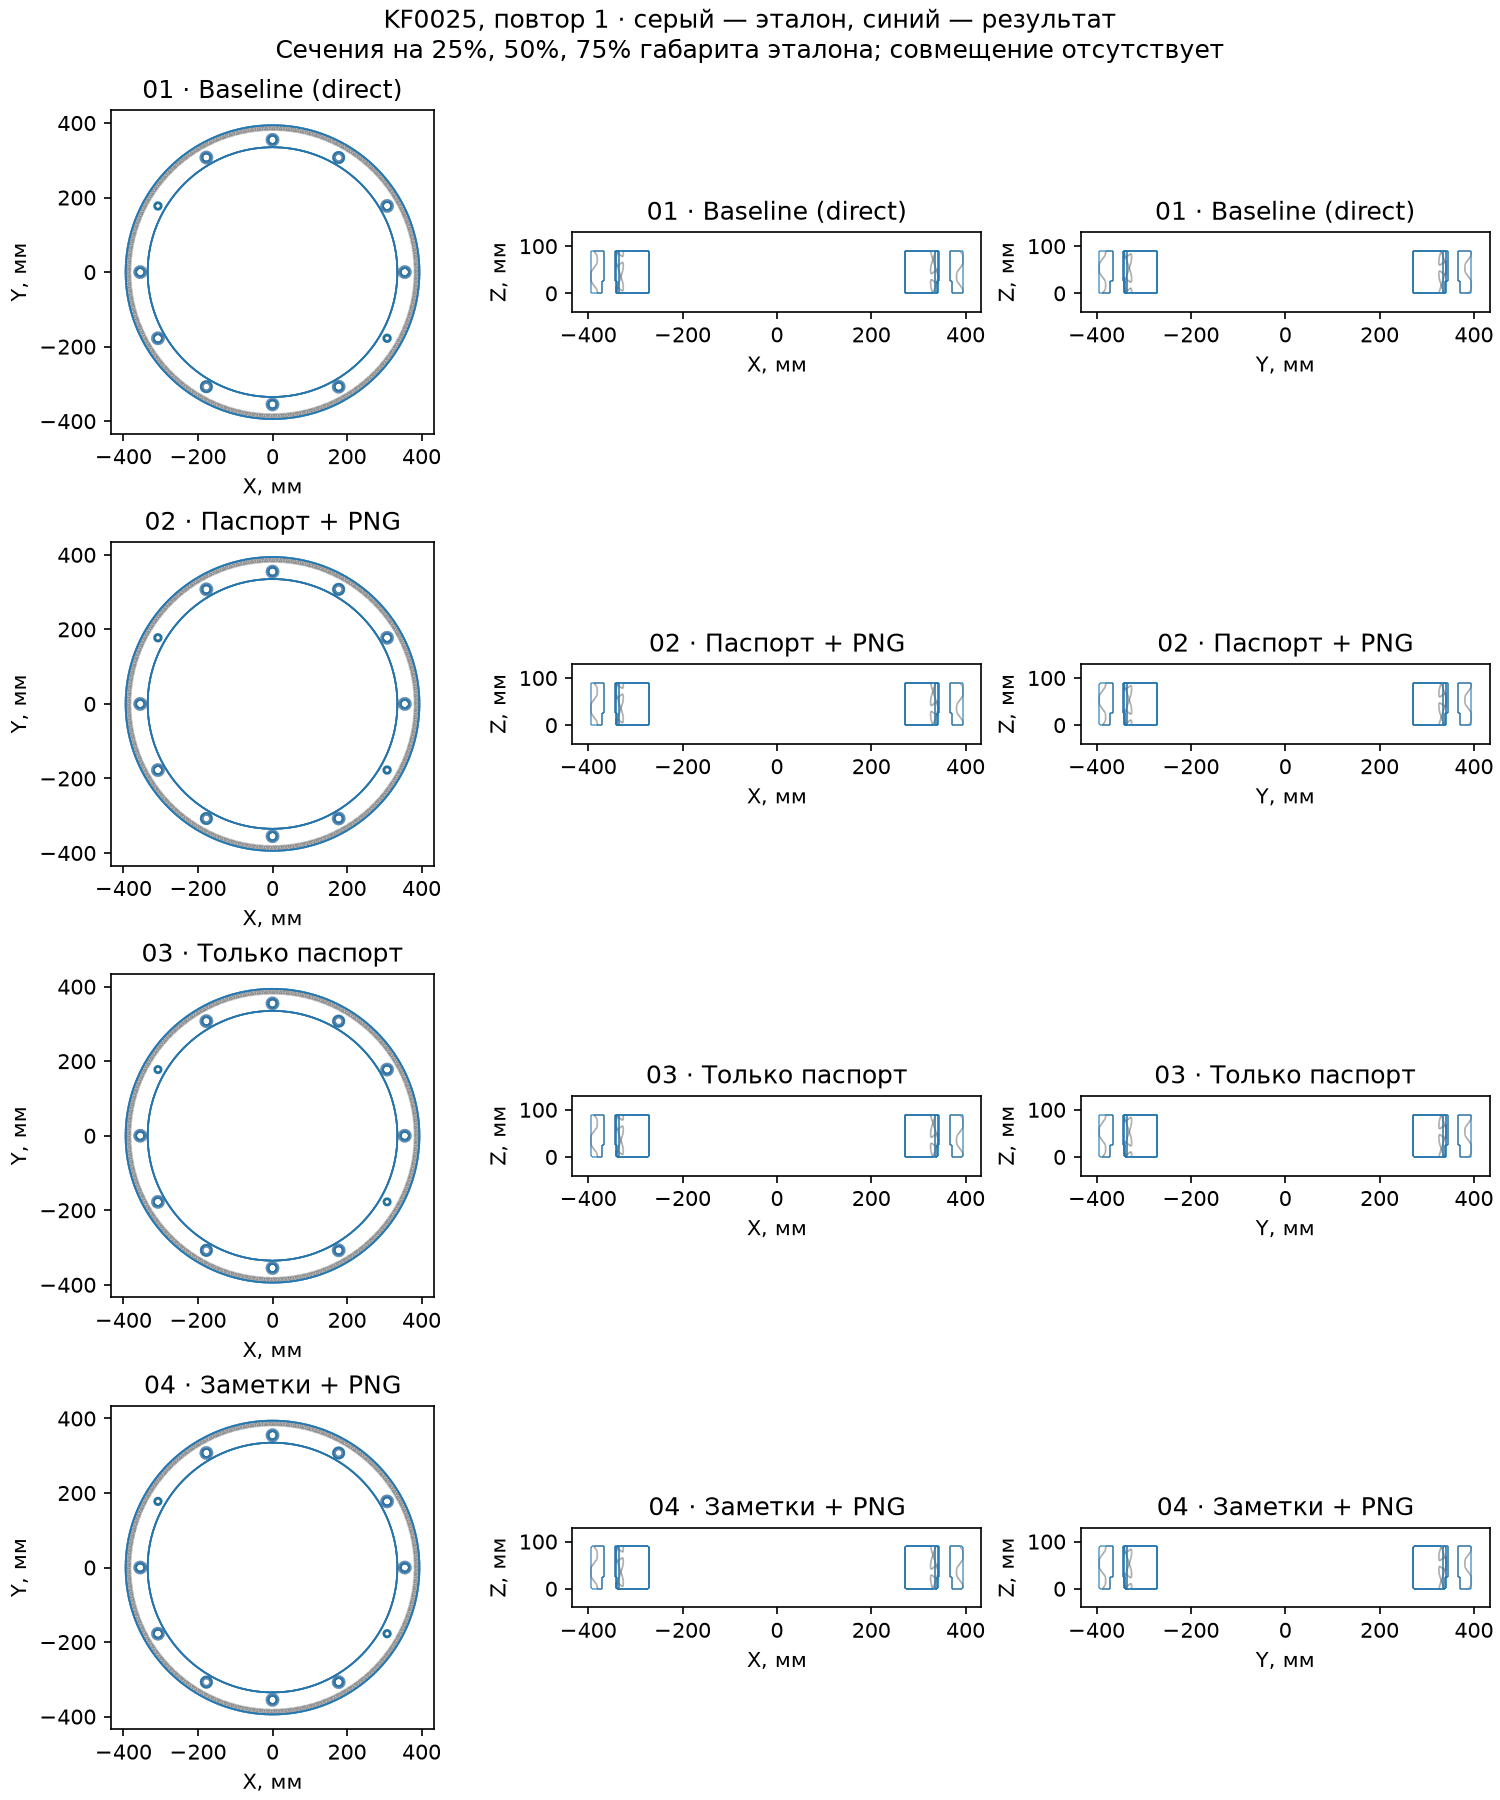 KF0025, повтор 1 · серый — эталон, синий — результат
Сечения на 25%, 50%, 75% габарита эталона; совмещение отсутствует
01 · Baseline (direct)
400
200
0
−200
−400
Y, мм
−400 −200 0 200 400
X, мм
01 · Baseline (direct)
100
0
Z, мм
−400 −200 0 200 400
X, мм
01 · Baseline (direct)
100
0
Z, мм
−400 −200 0 200 400
Y, мм
02 · Паспорт + PNG
400
200
0
−200
−400
Y, мм
−400 −200 0 200 400
X, мм
02 · Паспорт + PNG
100
0
Z, мм
−400 −200 0 200 400
X, мм
02 · Паспорт + PNG
100
0
Z, мм
−400 −200 0 200 400
Y, мм
03 · Только паспорт
400
200
0
−200
−400
Y, мм
−400 −200 0 200 400
X, мм
03 · Только паспорт
100
0
Z, мм
−400 −200 0 200 400
X, мм
03 · Только паспорт
100
0
Z, мм
−400 −200 0 200 400
Y, мм
04 · Заметки + PNG
400
200
0
−200
−400
Y, мм
−400 −200 0 200 400
X, мм
04 · Заметки + PNG
100
0
Z, мм
−400 −200 0 200 400
X, мм
04 · Заметки + PNG
100
0
Z, мм
−400 −200 0 200 400
Y, мм